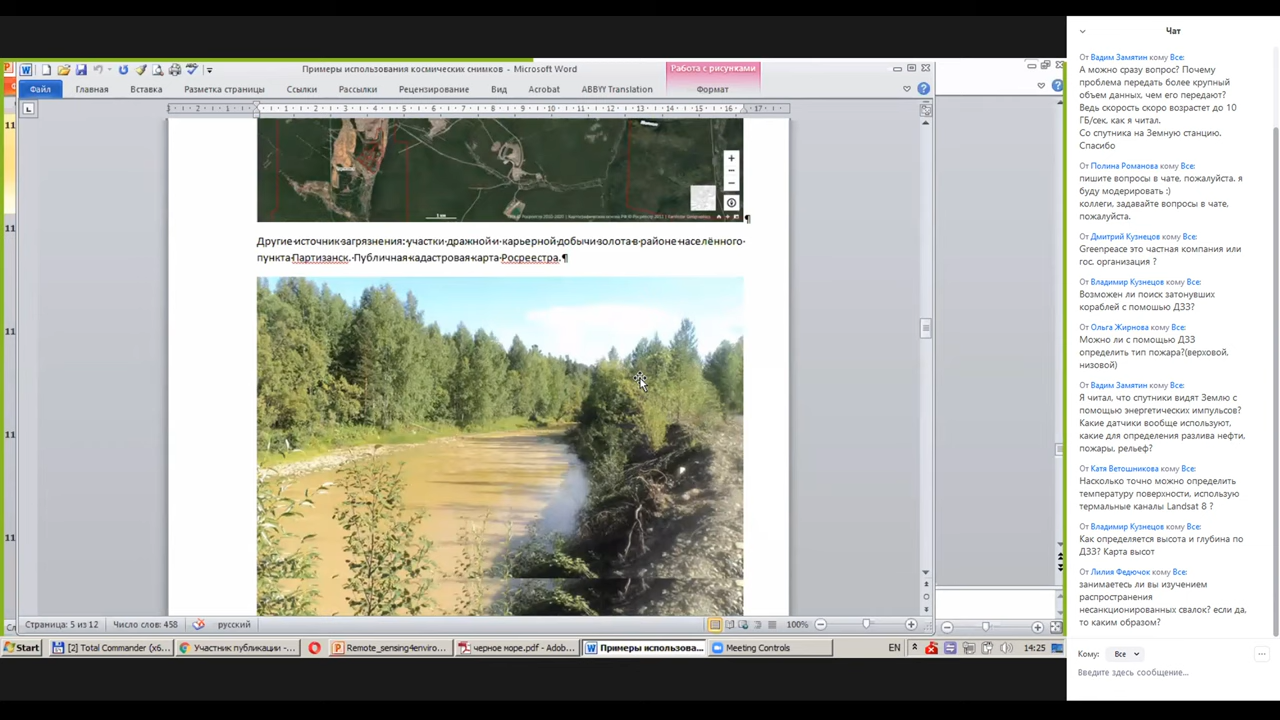 Примеры использования космических снимков - Microsoft Word
Работа с рисунками
Файл
Главная
Вставка
Разметка страницы
Ссылки
Рассылки
Рецензирование
Вид
Acrobat
ABBYY Translation
Формат
Другие источник загрязнения: участки дражной и карьерной добычи золота в районе населённого
пункта Партизанск. Публичная кадастровая карта Росреестра.¶
Страница: 5 из 12
Число слов: 458
русский
100%
Start
[2] Total Commander (x6...
Участник публикации -...
Remote_sensing4enviro...
черное море.pdf - Adob...
Примеры использова...
Meeting Controls
EN
14:25
Чат
От Вадим Замятин кому Все:
А можно сразу вопрос? Почему
проблема передать более крупный
объем данных, чем его передают?
Ведь скорость скоро возрастет до 10
ГБ/сек, как я читал.
Со спутника на Земную станцию.
Спасибо
От Полина Романова кому Все:
пишите вопросы в чате, пожалуйста, я
буду модерировать :)
коллеги, задавайте вопросы в чате,
пожалуйста.
От Дмитрий Кузнецов кому Все:
Greenpeace это частная компания или
гос. организация ?
От Владимир Кузнецов кому Все:
Возможен ли поиск затонувших
кораблей с помошью ДЗЗ?
От Ольга Жирнова кому Все:
Можно ли с помощью ДЗЗ
определить тип пожара?(верховой,
низовой)
От Вадим Замятин кому Все:
Я читал, что спутники видят Землю с
помощью энергетических импульсов?
Какие датчики вообще используют,
какие для определения разлива нефти,
пожары, рельеф?
От Катя Ветошникова кому Все:
Насколько точно можно определить
температуру поверхности, использую
термальные каналы Landsat 8 ?
От Владимир Кузнецов кому Все:
Как определяется высота и глубина по
ДЗЗ? Карта высот
От Лилия Федючок кому Все:
занимаетесь ли вы изучением
распространения
несанкционированных свалок? если да,
то каким образом?
Кому:
Все
Введите здесь сообщение...